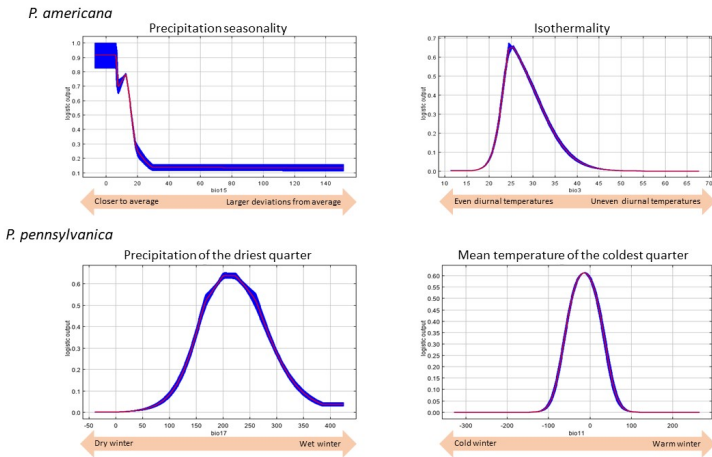 P. americana
Precipitation seasonality
1.0
0.9
0.8
0.7
0.6
0.5
0.4
0.3
0.2
0.1
logistic output
0 20 40 60 80 100 120 140
bio15
Closer to average Larger deviations from average
Isothermality
0.7
0.6
0.5
0.4
0.3
0.2
0.1
0.0
logistic output
10 15 20 25 30 35 40 45 50 55 60 65 70
bio3
Even diurnal temperatures Uneven diurnal temperatures
P. pennsylvanica
Precipitation of the driest quarter
0.6
0.5
0.4
0.3
0.2
0.1
0.0
logistic output
-50 0 50 100 150 200 250 300 350 400
bio17
Dry winter Wet winter
Mean temperature of the coldest quarter
0.60
0.55
0.50
0.45
0.40
0.35
0.30
0.25
0.20
0.15
0.10
0.05
0.00
logistic output
-300 -200 -100 0 100 200
bio11
Cold winter Warm winter